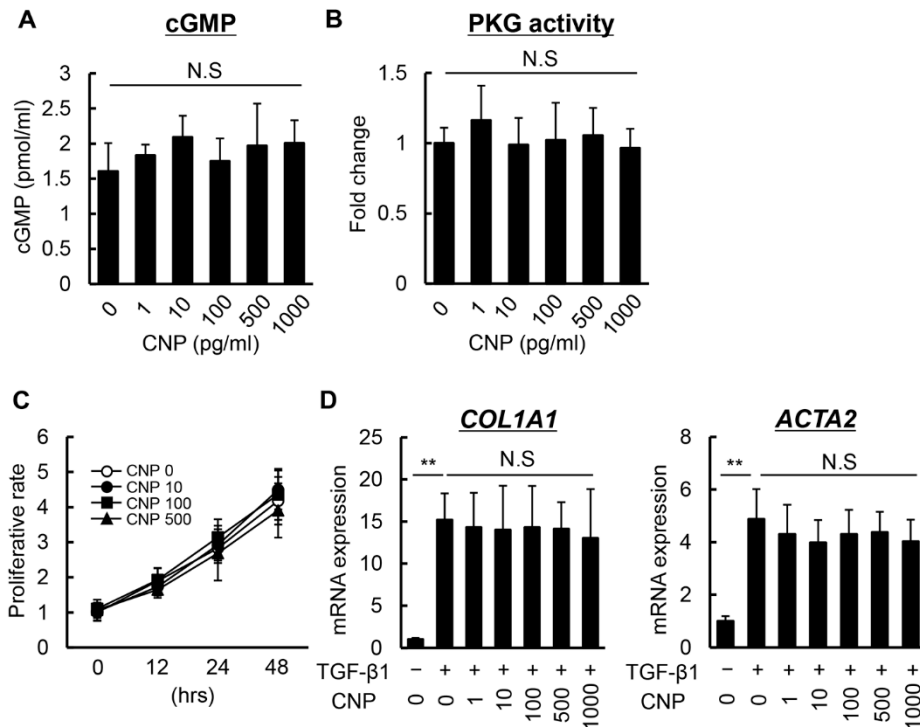 A
cGMP
N.S
cGMP (pmol/ml)
3
2.5
2
1.5
1
0.5
0
0 1 10 100 500 1000
CNP (pg/ml)
B
PKG activity
N.S
Fold change
1.5
1
0.5
0
0 1 10 100 500 1000
CNP (pg/ml)
C
Proliferative rate
6
5
4
3
2
1
0
CNP 0
CNP 10
CNP 100
CNP 500
0 12 24 48
(hrs)
D
COL1A1
** N.S
mRNA expression
25
20
15
10
5
0
TGF-β1 − + + + + + +
CNP 0 0 1 10 100 500 1000
ACTA2
** N.S
mRNA expression
8
6
4
2
0
TGF-β1 − + + + + + +
CNP 0 0 1 10 100 500 1000